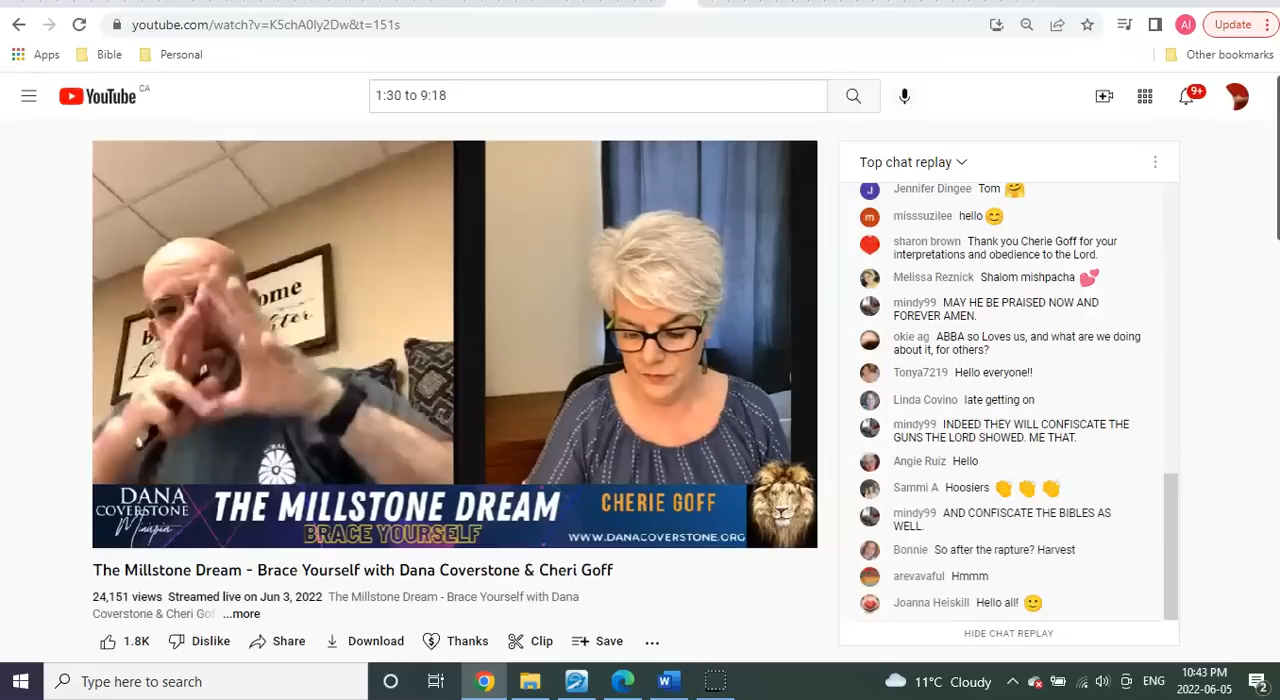 youtube.com/watch?v=K5chA0ly2Dw&t=151s
AI
Update
Apps
Bible
Personal
Other bookmarks
YouTube CA
1:30 to 9:18
9+
ome
DANA
COVERSTONE
Ministries
THE MILLSTONE DREAM
BRACE YOURSELF
CHERIE GOFF
WWW.DANACOVERSTONE.ORG
The Millstone Dream - Brace Yourself with Dana Coverstone & Cheri Goff
24,151 views Streamed live on Jun 3, 2022 The Millstone Dream - Brace Yourself with Dana
Coverstone & Cheri Gof ...more
1.8K
Dislike
Share
Download
Thanks
Clip
Save
Top chat replay
Jennifer Dingee Tom 🤗
misssuzilee hello 😊
sharon brown Thank you Cherie Goff for your
interpretations and obedience to the Lord.
Melissa Reznick Shalom mishpacha 💕
mindy99 MAY HE BE PRAISED NOW AND
FOREVER AMEN.
okie ag ABBA so Loves us, and what are we doing
about it, for others?
Tonya7219 Hello everyone!!
Linda Covino late getting on
mindy99 INDEED THEY WILL CONFISCATE THE
GUNS THE LORD SHOWED. ME THAT.
Angie Ruiz Hello
Sammi A Hoosiers 👏 👏 👏
mindy99 AND CONFISCATE THE BIBLES AS
WELL.
Bonnie So after the rapture? Harvest
arevavaful Hmmm
Joanna Heiskill Hello all! 🙂
HIDE CHAT REPLAY
Type here to search
11°C Cloudy
ENG
10:43 PM
2022-06-05
2